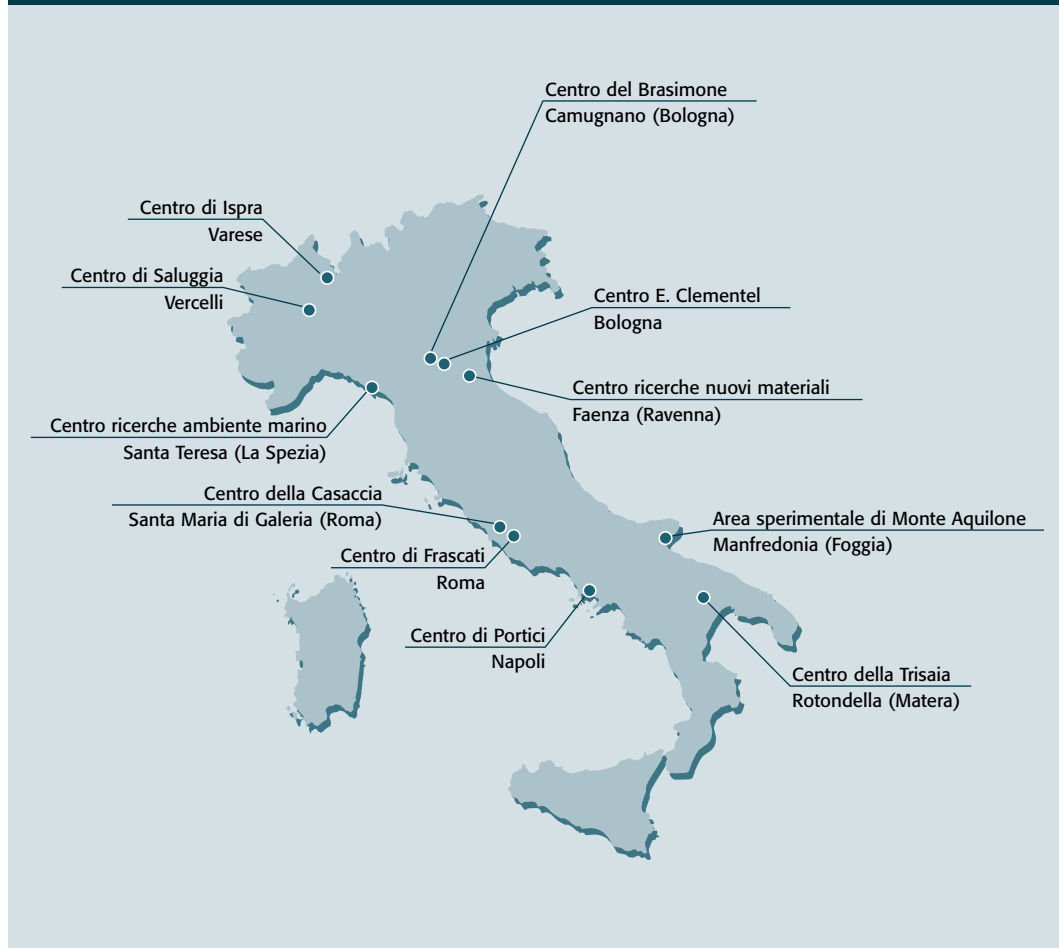 Centro del Brasimone
Camugnano (Bologna)
Centro di Ispra
Varese
Centro di Saluggia
Vercelli
Centro E. Clementel
Bologna
Centro ricerche nuovi materiali
Faenza (Ravenna)
Centro ricerche ambiente marino
Santa Teresa (La Spezia)
Centro della Casaccia
Santa Maria di Galeria (Roma)
Centro di Frascati
Roma
Area sperimentale di Monte Aquilone
Manfredonia (Foggia)
Centro di Portici
Napoli
Centro della Trisaia
Rotondella (Matera)